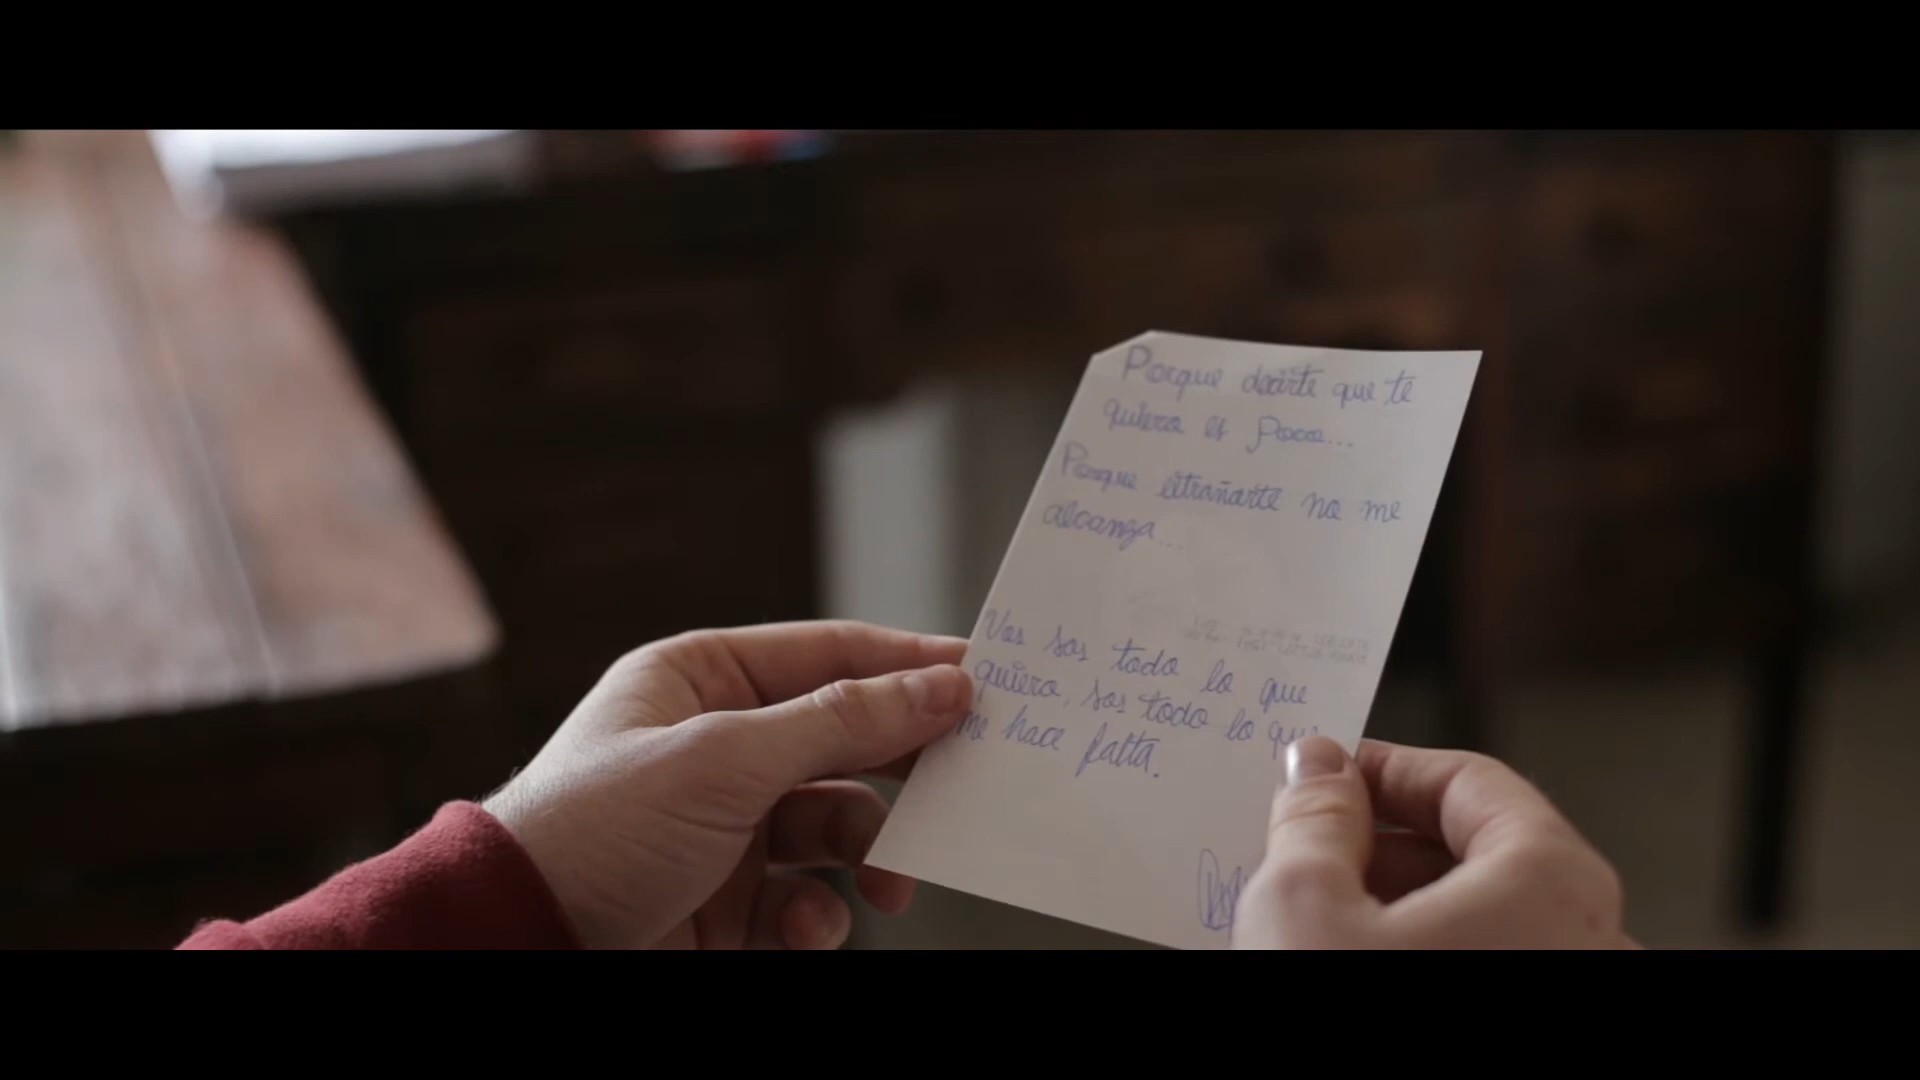 Porque decirte que te
quiero es poco...
Porque extrañarte no me
alcanza...
Vos sos todo lo que
quiero, sos todo lo que
me hace falta.